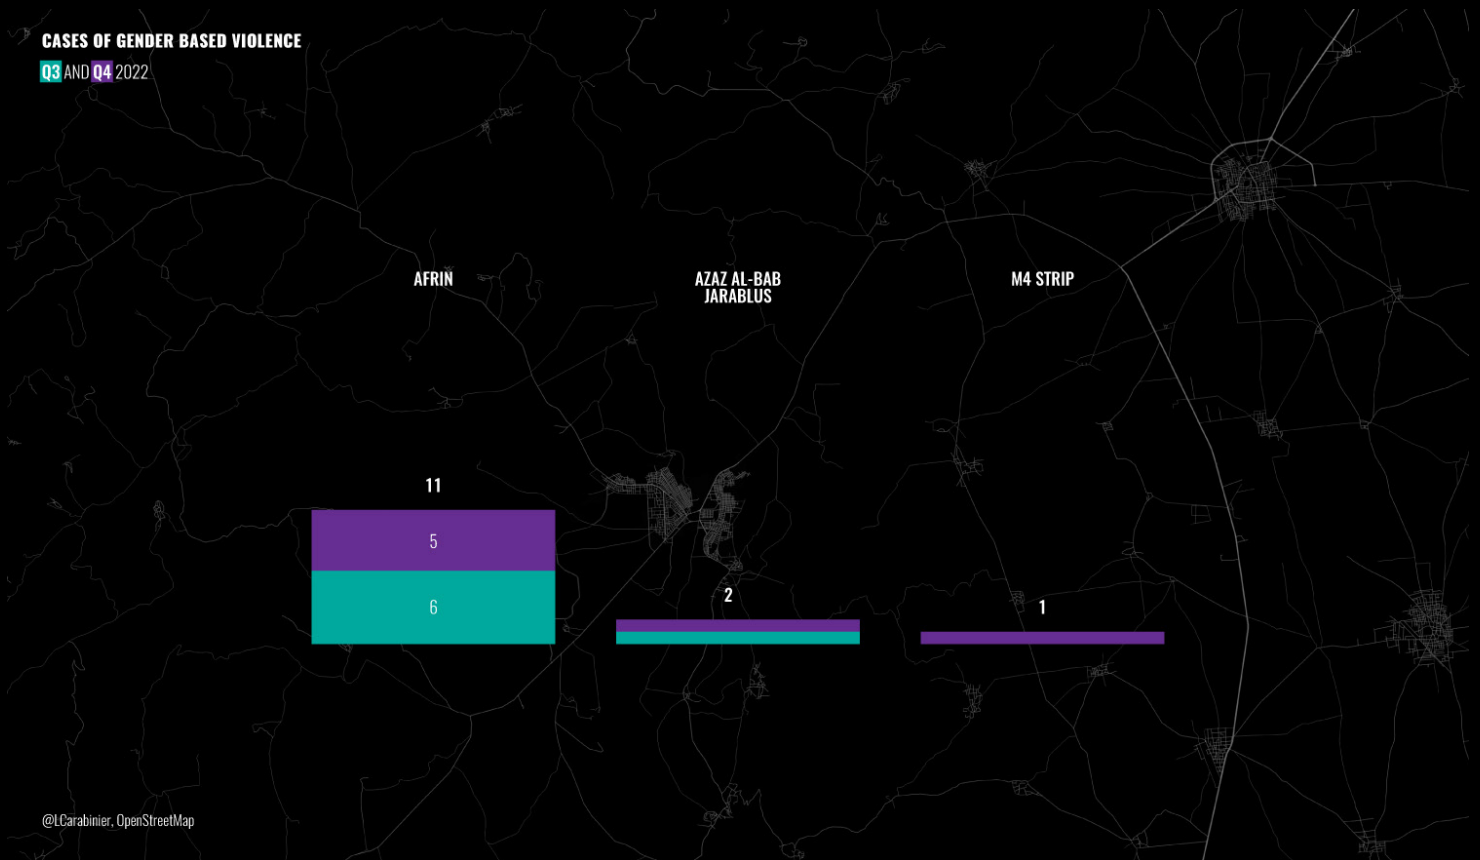 CASES OF GENDER BASED VIOLENCE
Q3 AND Q4 2022
AFRIN
AZAZ AL-BAB
JARABLUS
M4 STRIP
11
5
6
2
1
@LCarabinier, OpenStreetMap